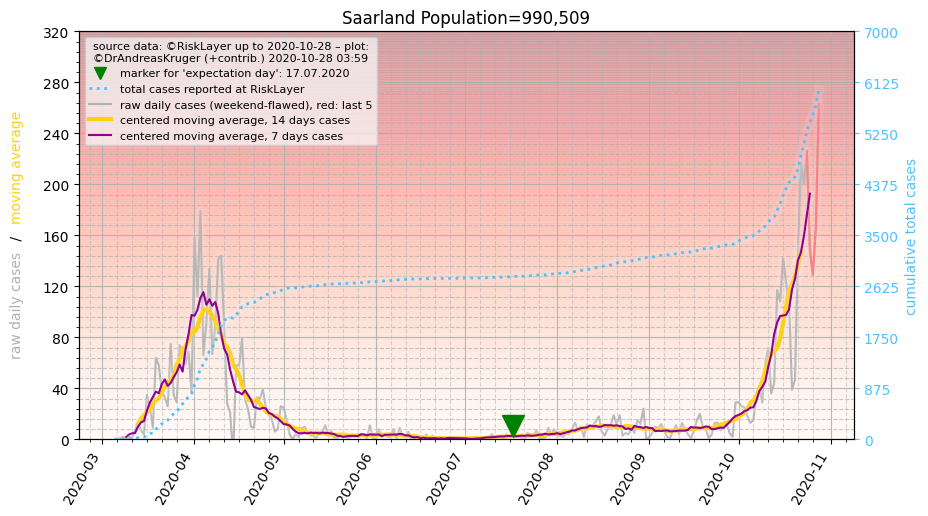 Saarland Population=990,509
source data: ©RiskLayer up to 2020-10-28 – plot:
©DrAndreasKruger (+contrib.) 2020-10-28 03:59
marker for 'expectation day': 17.07.2020
total cases reported at RiskLayer
raw daily cases (weekend-flawed), red: last 5
centered moving average, 14 days cases
centered moving average, 7 days cases
raw daily cases / moving average
320
280
240
200
160
120
80
40
0
7000
6125
5250
4375
3500
2625
1750
875
0
cumulative total cases
2020-03
2020-04
2020-05
2020-06
2020-07
2020-08
2020-09
2020-10
2020-11